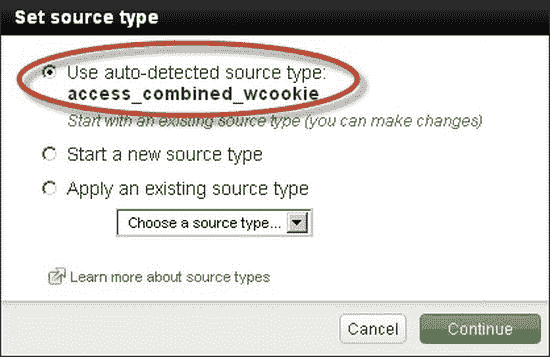 Set source type
Use auto-detected source type:
access_combined_wcookie
Start with an existing source type (you can make changes)
Start a new source type
Apply an existing source type
Choose a source type...
Learn more about source types
Cancel
Continue